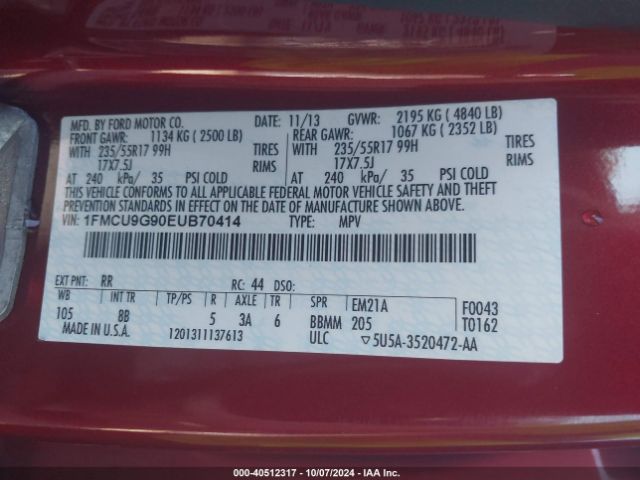 MFD. BY FORD MOTOR CO. DATE: 11/13 GVWR: 2195 KG ( 4840 LB)
FRONT GAWR: 1134 KG ( 2500 LB) REAR GAWR: 1067 KG ( 2352 LB)
WITH 235/55R17 99H TIRES WITH 235/55R17 99H TIRES
17X7.5J RIMS 17X7.5J RIMS
AT 240 kPa/ 35 PSI COLD AT 240 kPa/ 35 PSI COLD
THIS VEHICLE CONFORMS TO ALL APPLICABLE FEDERAL MOTOR VEHICLE SAFETY AND THEFT
PREVENTION STANDARDS IN EFFECT ON THE DATE OF MANUFACTURE SHOWN ABOVE.
VIN: 1FMCU9G90EUB70414 TYPE: MPV
EXT PNT: RR RC: 44 DSO:
WB INT TR TP/PS R AXLE TR SPR EM21A F0043
105 8B 5 3A 6 BBMM 205 T0162
MADE IN U.S.A. 1201311137613 ULC ▽5U5A-3520472-AA
000-40512317 - 10/07/2024 - IAA Inc.